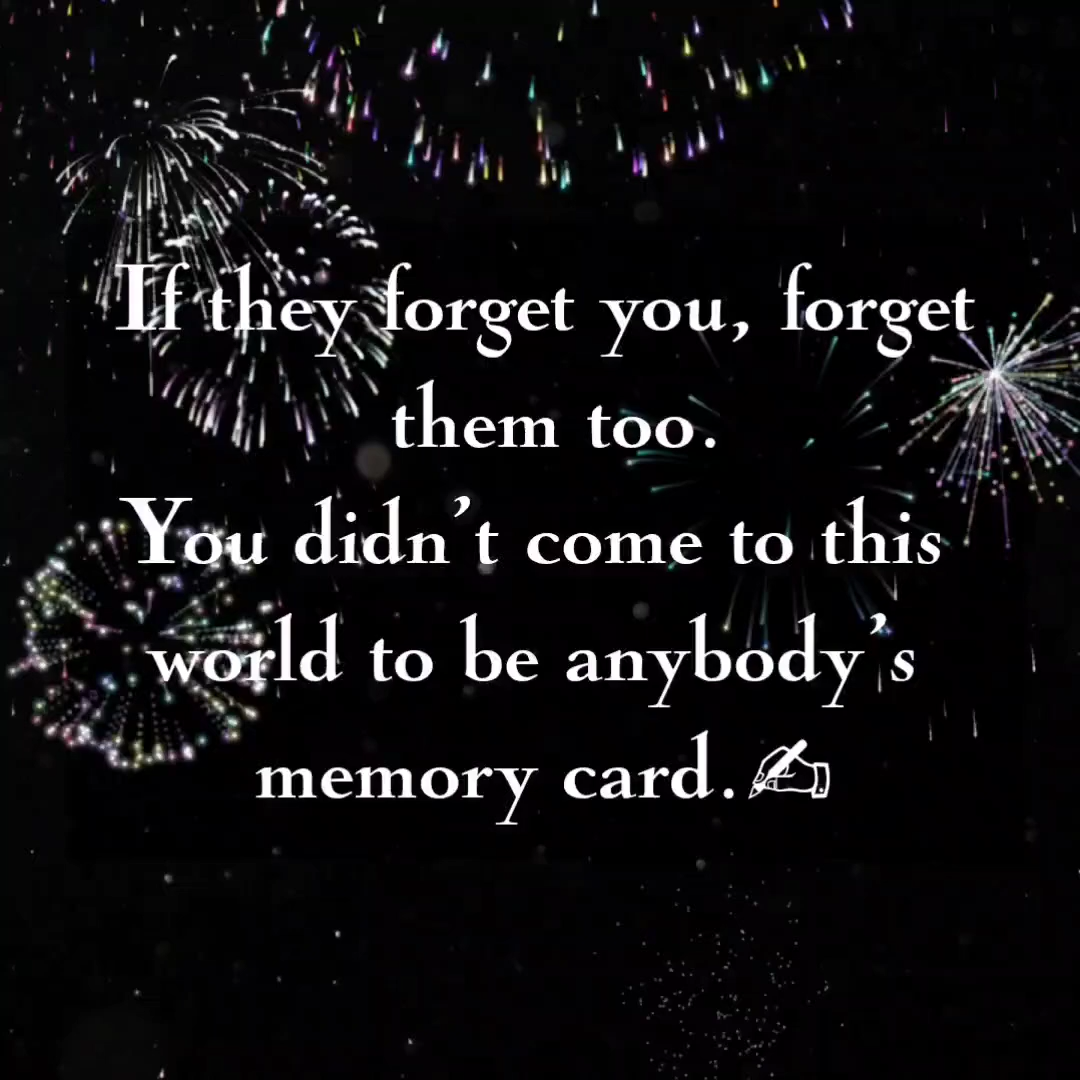 If they forget you, forget
them too.
You didn’t come to this
world to be anybody’s
memory card.✍